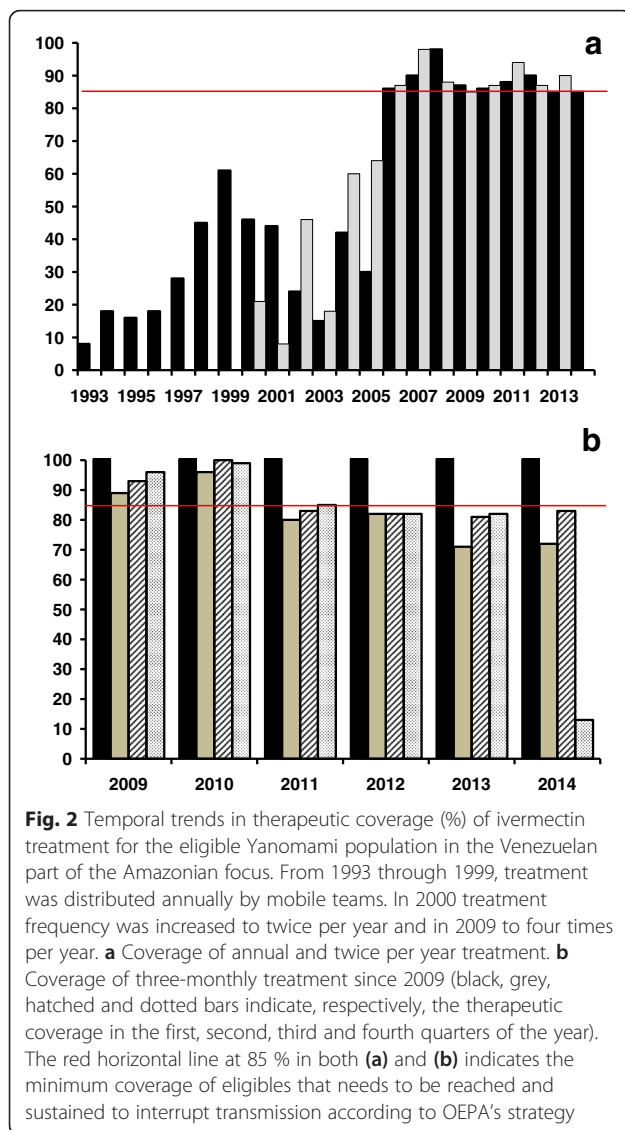 a
100
90
80
70
60
50
40
30
20
10
0
1993 1995 1997 1999 2001 2003 2005 2007 2009 2011 2013
b
100
90
80
70
60
50
40
30
20
10
0
2009 2010 2011 2012 2013 2014
Fig. 2 Temporal trends in therapeutic coverage (%) of ivermectin
treatment for the eligible Yanomami population in the Venezuelan
part of the Amazonian focus. From 1993 through 1999, treatment
was distributed annually by mobile teams. In 2000 treatment
frequency was increased to twice per year and in 2009 to four times
per year. a Coverage of annual and twice per year treatment. b
Coverage of three-monthly treatment since 2009 (black, grey,
hatched and dotted bars indicate, respectively, the therapeutic
coverage in the first, second, third and fourth quarters of the year).
The red horizontal line at 85 % in both (a) and (b) indicates the
minimum coverage of eligibles that needs to be reached and
sustained to interrupt transmission according to OEPA's strategy